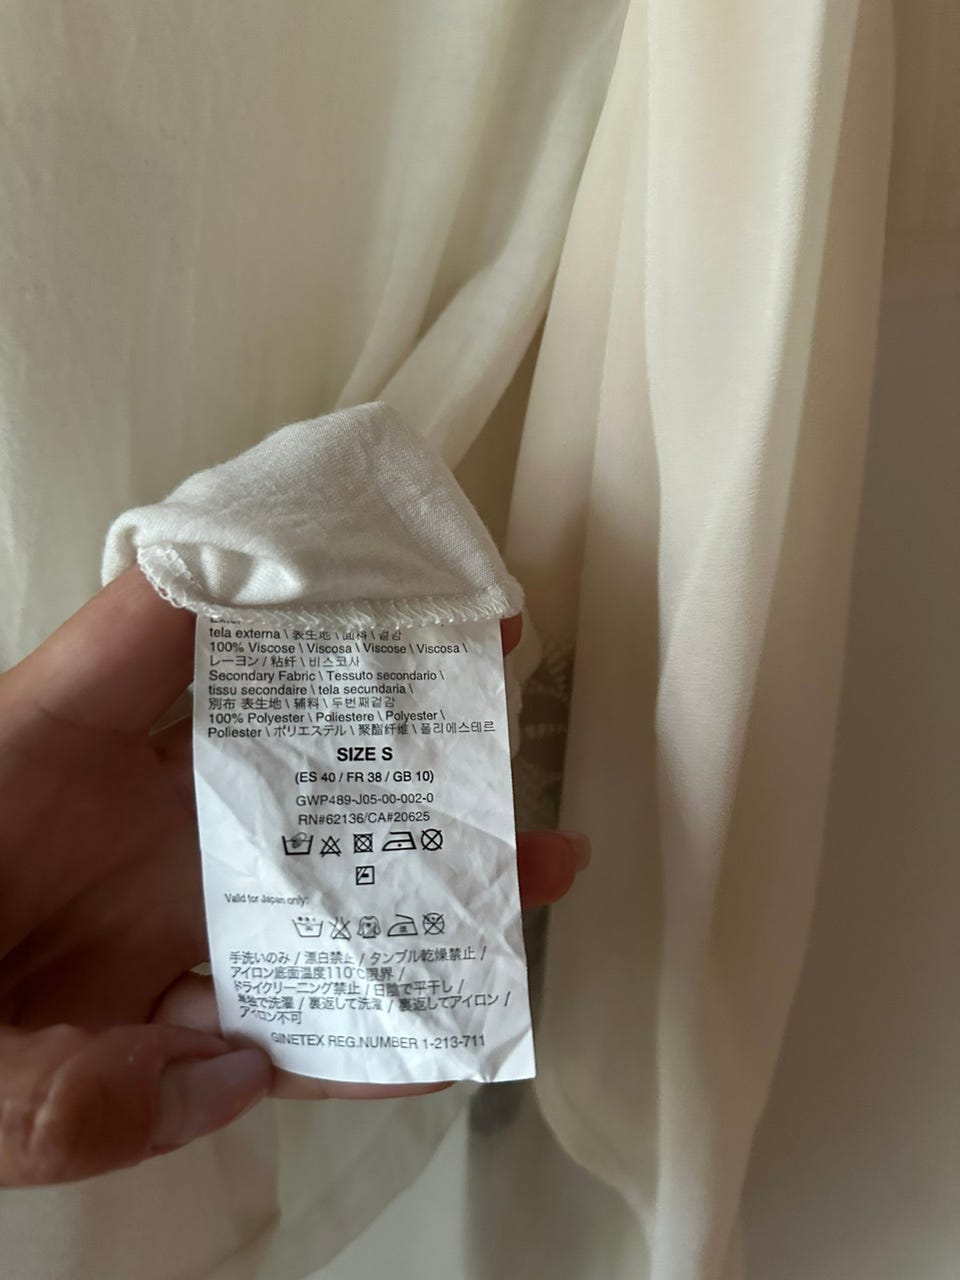 tela externa \ 表生地 \ 面料 \ 겉감
100% Viscose \ Viscosa \ Viscose \ Viscosa \
レーヨン / 粘纤 \ 비스코사
Secondary Fabric \ Tessuto secondario \
tissu secondaire \ tela secundaria \
別布 表生地 \ 辅料 \ 두번째겉감
100% Polyester \ Poliestere \ Polyester \
Poliester \ ポリエステル \ 聚酯纤维 \ 폴리에스테르
SIZE S
(ES 40 / FR 38 / GB 10)
GWP489-J05-00-002-0
RN#62136/CA#20625
Valid for Japan only:
手洗いのみ / 漂白禁止 / タンブル乾燥禁止 /
アイロン底面温度110℃限界 /
ドライクリーニング禁止 / 日陰で平干し /
単独で洗濯 / 裏返して洗濯 / 裏返してアイロン /
アイロン不可
GINETEX REG.NUMBER 1-213-711